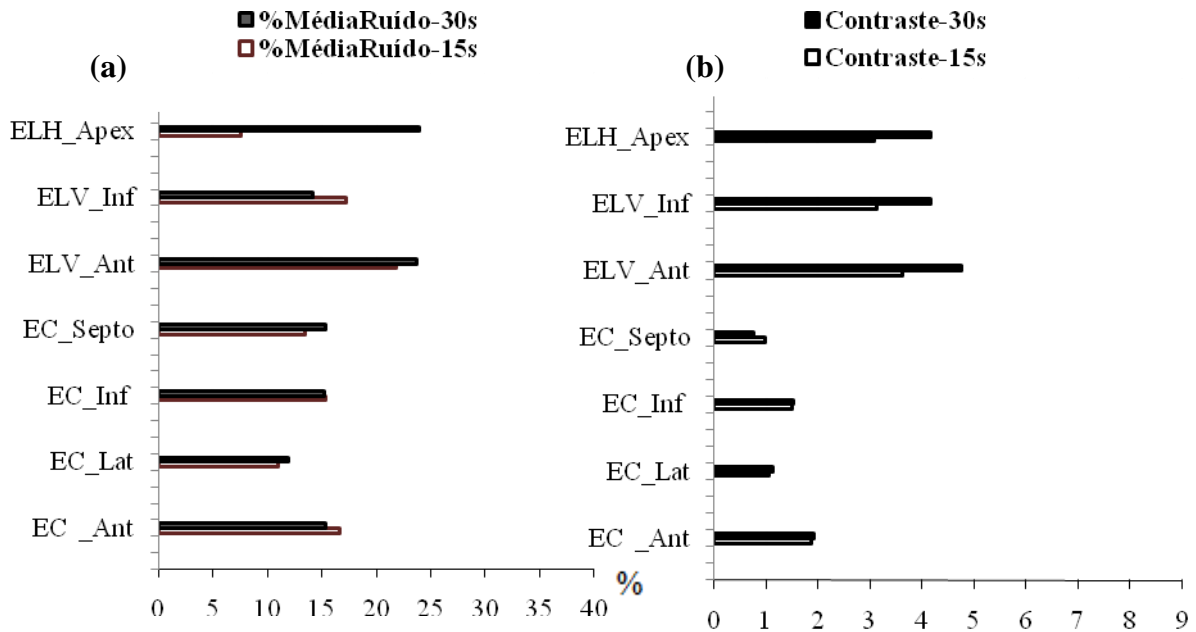 %MédiaRuído-30s
%MédiaRuído-15s
(a)
ELH_Apex
ELV_Inf
ELV_Ant
EC_Septo
EC_Inf
EC_Lat
EC _Ant
0 5 10 15 20 25 30 35 40
%
Contraste-30s
Contraste-15s
(b)
ELH_Apex
ELV_Inf
ELV_Ant
EC_Septo
EC_Inf
EC_Lat
EC _Ant
0 1 2 3 4 5 6 7 8 9